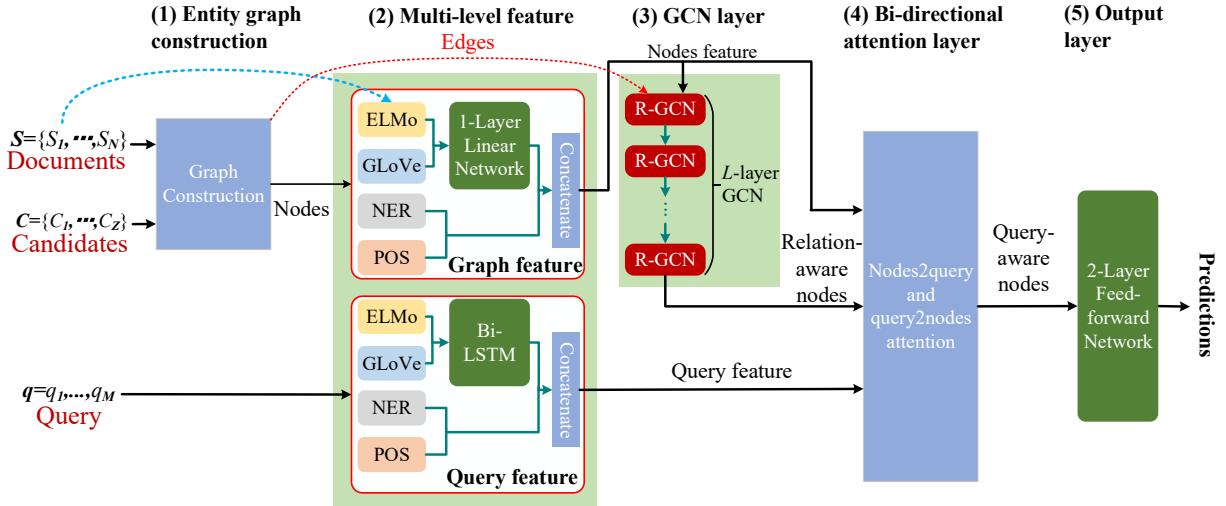 (1) Entity graph
construction
(2) Multi-level feature
(3) GCN layer
(4) Bi-directional
attention layer
(5) Output
layer
Edges
Nodes feature
S={S1,···,SN}
Documents
C={C1,···,CZ}
Candidates
Graph
Construction
Nodes
ELMo
GLoVe
NER
POS
1-Layer
Linear
Network
Concatenate
Graph feature
R-GCN
R-GCN
R-GCN
L-layer
GCN
Relation-
aware
nodes
q=q1,...,qM
Query
ELMo
GLoVe
NER
POS
Bi-
LSTM
Concatenate
Query feature
Query feature
Nodes2query
and
query2nodes
attention
Query-
aware
nodes
2-Layer
Feed-
forward
Network
Predictions